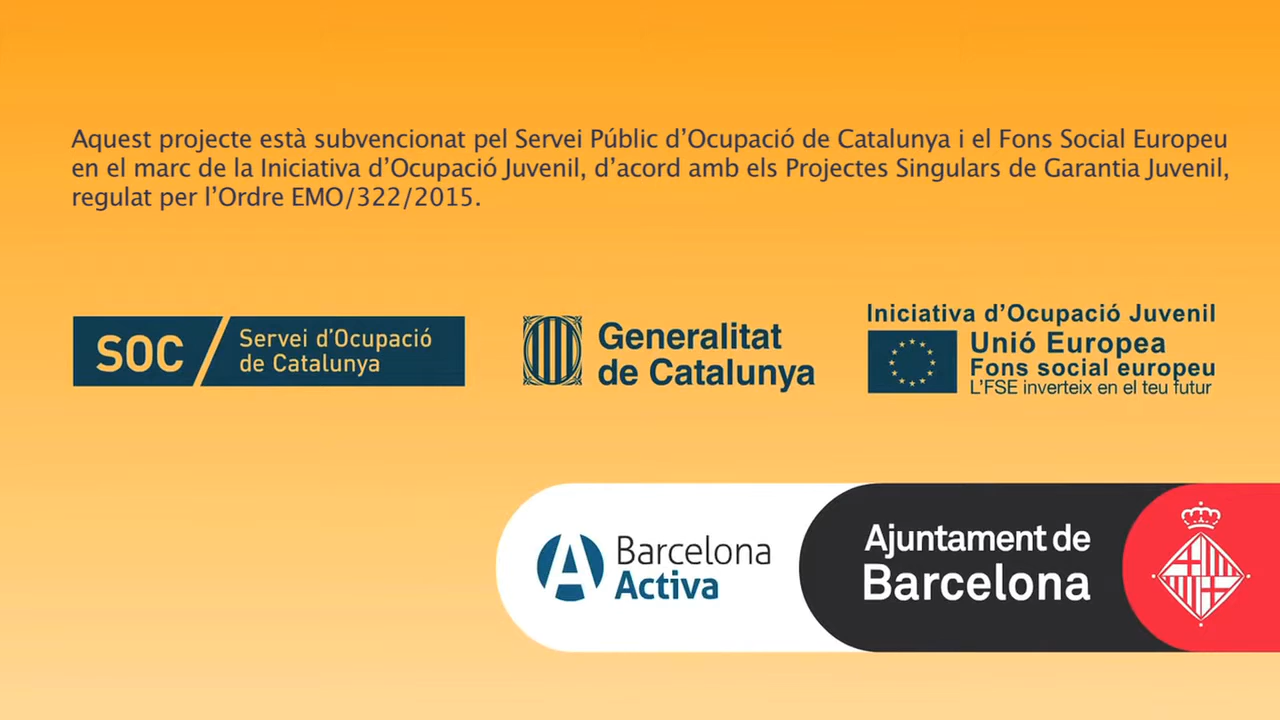 Aquest projecte està subvencionat pel Servei Públic d’Ocupació de Catalunya i el Fons Social Europeu
en el marc de la Iniciativa d’Ocupació Juvenil, d’acord amb els Projectes Singulars de Garantia Juvenil,
regulat per l’Ordre EMO/322/2015.
SOC
Servei d’Ocupació
de Catalunya
Generalitat
de Catalunya
Iniciativa d’Ocupació Juvenil
Unió Europea
Fons social europeu
L’FSE inverteix en el teu futur
A
Barcelona
Activa
Ajuntament de
Barcelona